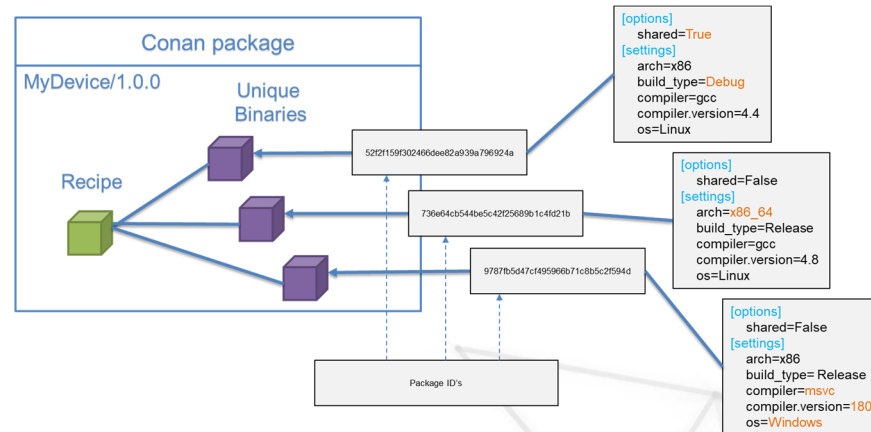 Conan package
MyDevice/1.0.0
Unique
Binaries
Recipe
52f2f159f302466dee82a939a796924a
736e64cb544be5c42f25689b1c4fd21b
9787fb5d47cf495966b71c8b5c2f594d
Package ID's
[options]
shared=True
[settings]
arch=x86
build_type=Debug
compiler=gcc
compiler.version=4.4
os=Linux
[options]
shared=False
[settings]
arch=x86_64
build_type=Release
compiler=gcc
compiler.version=4.8
os=Linux
[options]
shared=False
[settings]
arch=x86
build_type= Release
compiler=msvc
compiler.version=180
os=Windows